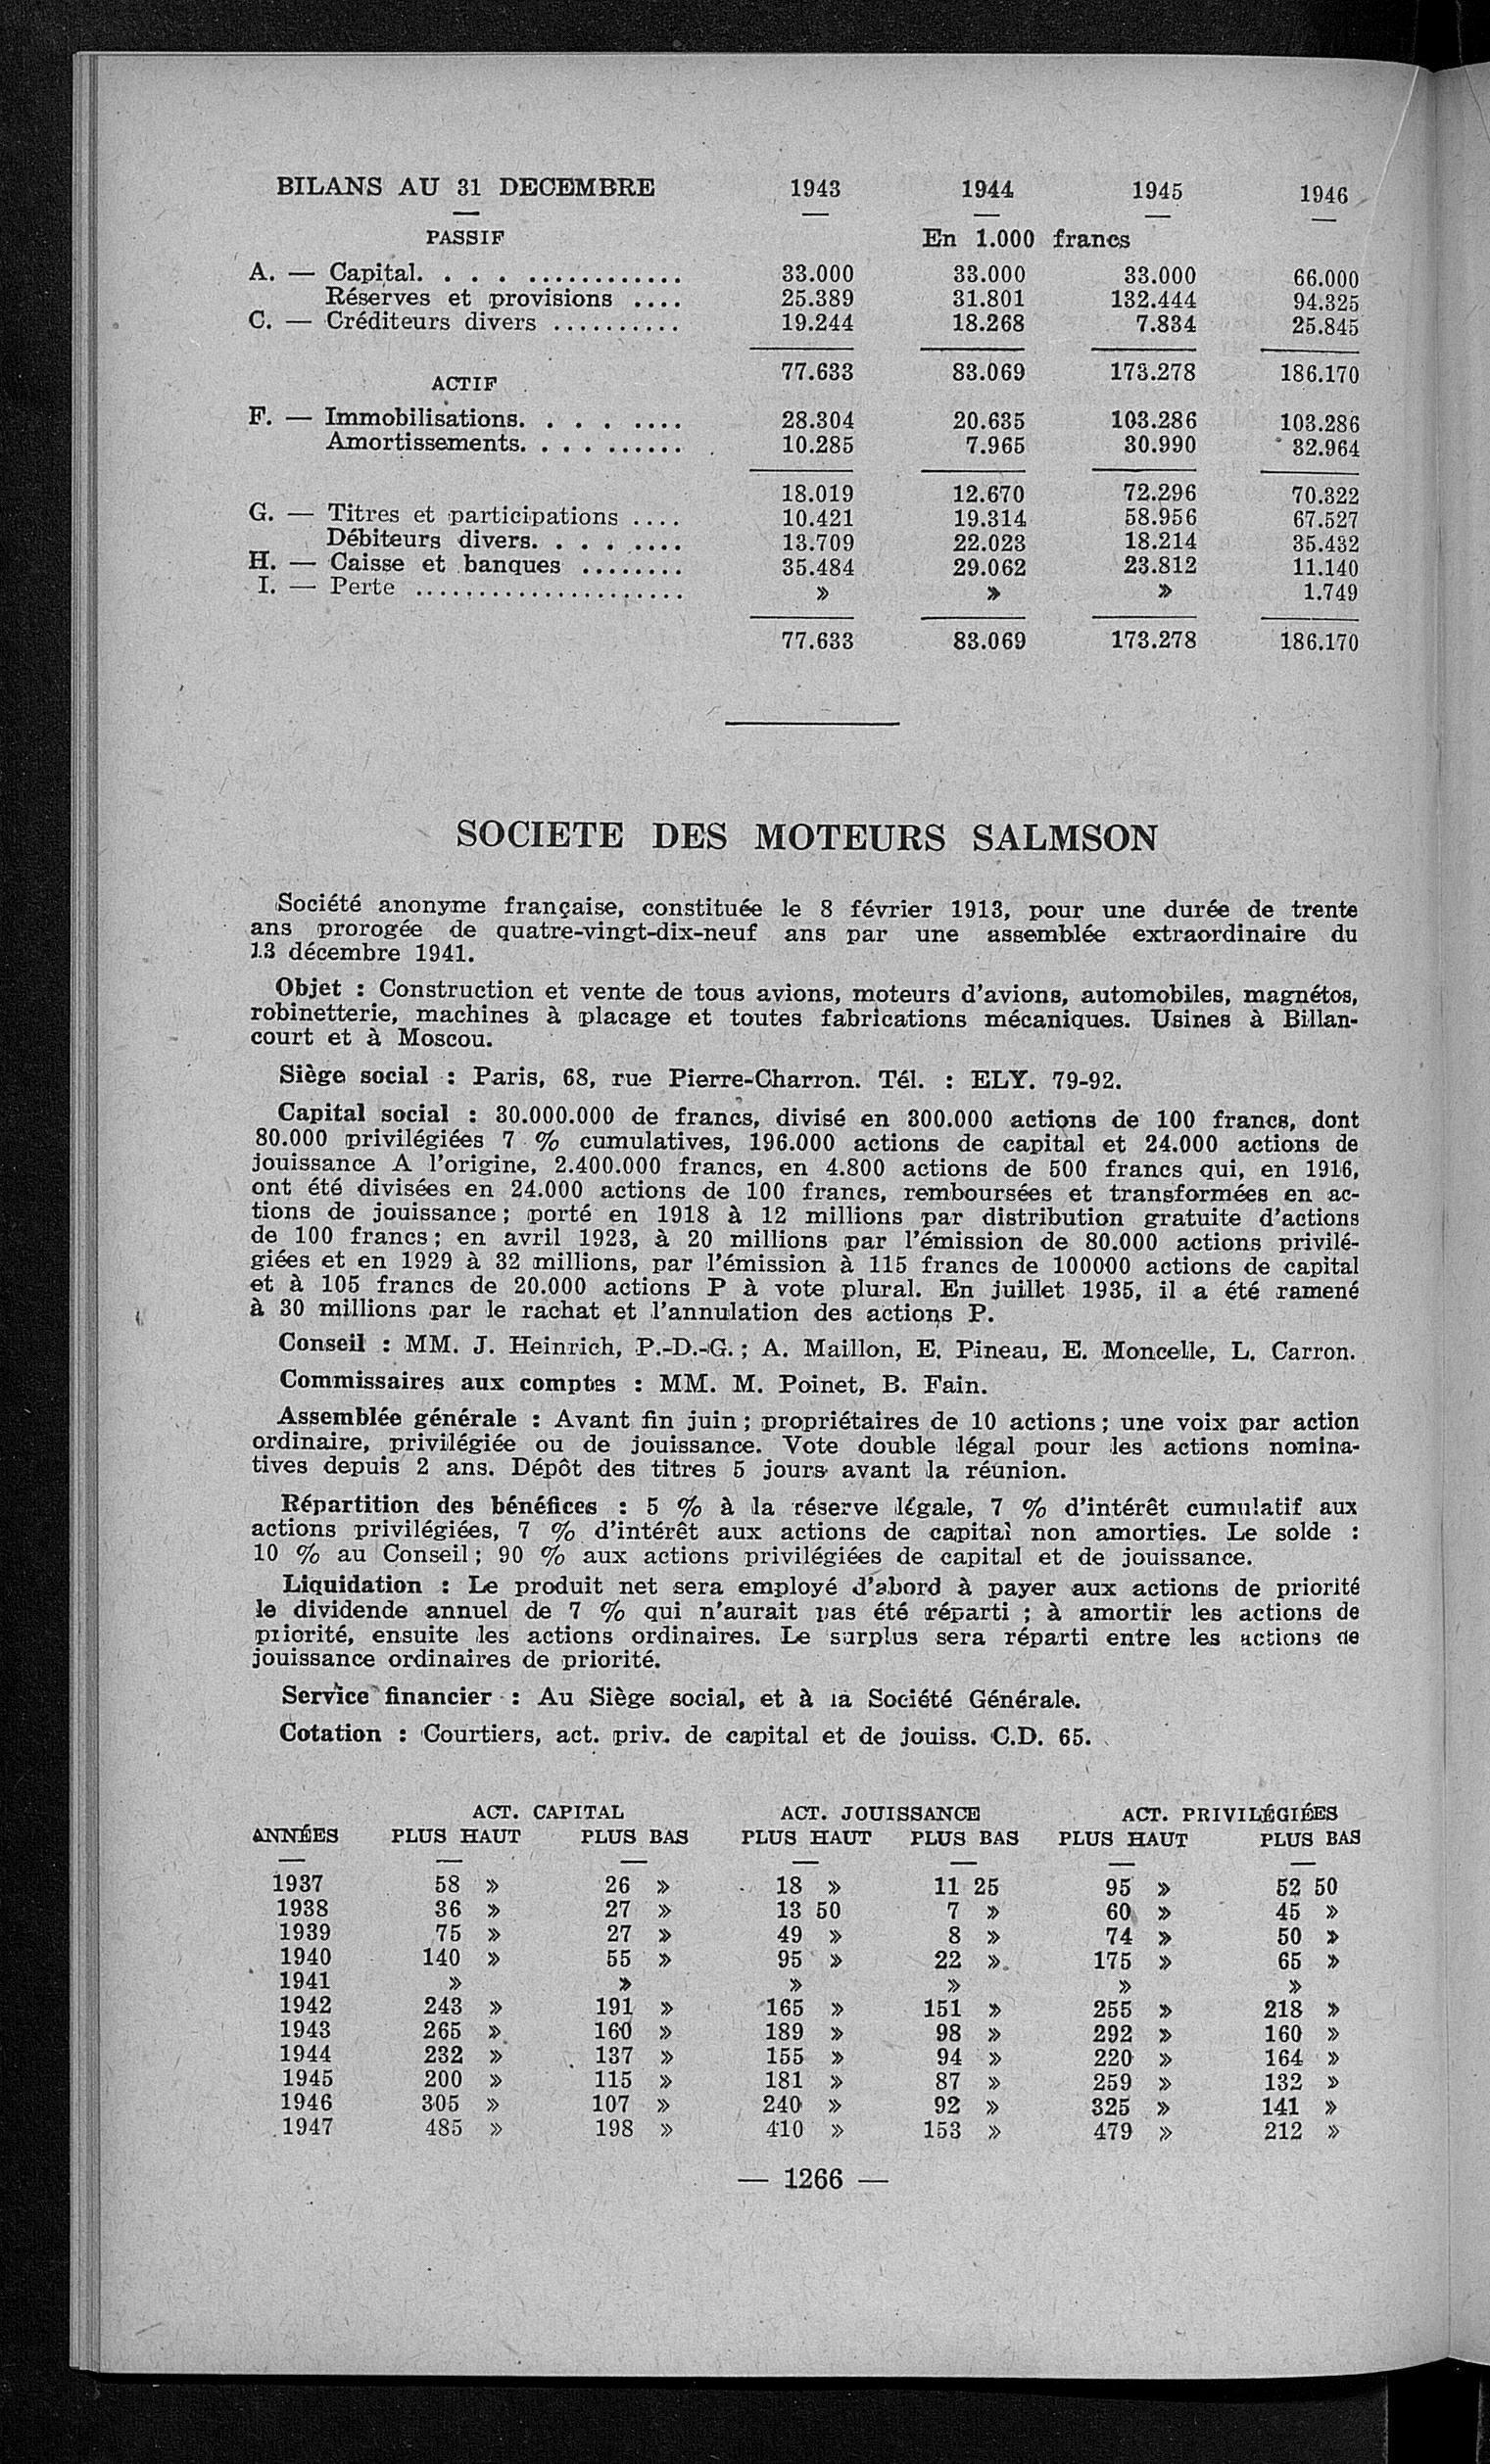 BILANS AU 31 DECEMBRE 1943 1944 1945 1946
PASSIF En 1.000 francs
A. — Capital. . . . ............. 33.000 33.000 33.000 66.000
Réserves et provisions .... 25.389 31.801 132.444 94.325
C. — Créditeurs divers .......... 19.244 18.268 7.834 25.845
77.633 83.069 173.278 186.170
ACTIF
F. — Immobilisations. . . . . .... 28.304 20.635 103.286 103.286
Amortissements. . . . ....... 10.285 7.965 30.990 32.964
18.019 12.670 72.296 70.322
G. — Titres et participations .... 10.421 19.314 58.956 67.527
Débiteurs divers. . . . ..... 13.709 22.023 18.214 35.432
H. — Caisse et banques ........ 35.484 29.062 23.812 11.140
I. — Perte ...................... » » » 1.749
77.633 83.069 173.278 186.170
SOCIETE DES MOTEURS SALMSON
Société anonyme française, constituée le 8 février 1913, pour une durée de trente
ans prorogée de quatre-vingt-dix-neuf ans par une assemblée extraordinaire du
13 décembre 1941.
Objet : Construction et vente de tous avions, moteurs d'avions, automobiles, magnétos,
robinetterie, machines à placage et toutes fabrications mécaniques. Usines à Billan-
court et à Moscou.
Siège social : Paris, 68, rue Pierre-Charron. Tél. : ELY. 79-92.
Capital social : 30.000.000 de francs, divisé en 300.000 actions de 100 francs, dont
80.000 privilégiées 7 % cumulatives, 196.000 actions de capital et 24.000 actions de
jouissance A l'origine, 2.400.000 francs, en 4.800 actions de 500 francs qui, en 1916,
ont été divisées en 24.000 actions de 100 francs, remboursées et transformées en ac-
tions de jouissance; porté en 1918 à 12 millions par distribution gratuite d'actions
de 100 francs; en avril 1923, à 20 millions par l'émission de 80.000 actions privilé-
giées et en 1929 à 32 millions, par l'émission à 115 francs de 100000 actions de capital
et à 105 francs de 20.000 actions P à vote plural. En juillet 1935, il a été ramené
à 30 millions par le rachat et l'annulation des actions P.
Conseil : MM. J. Heinrich, P.-D.-G.; A. Maillon, E. Pineau, E. Moncelle, L. Carron.
Commissaires aux comptes : MM. M. Poinet, B. Fain.
Assemblée générale : Avant fin juin; propriétaires de 10 actions; une voix par action
ordinaire, privilégiée ou de jouissance. Vote double légal pour les actions nomina-
tives depuis 2 ans. Dépôt des titres 5 jours avant la réunion.
Répartition des bénéfices : 5 % à la réserve légale, 7 % d'intérêt cumulatif aux
actions privilégiées, 7 % d'intérêt aux actions de capital non amorties. Le solde :
10 % au Conseil; 90 % aux actions privilégiées de capital et de jouissance.
Liquidation : Le produit net sera employé d'abord à payer aux actions de priorité
le dividende annuel de 7 % qui n'aurait pas été réparti ; à amortir les actions de
priorité, ensuite les actions ordinaires. Le surplus sera réparti entre les actions de
jouissance ordinaires de priorité.
Service financier : Au Siège social, et à la Société Générale.
Cotation : Courtiers, act. priv. de capital et de jouiss. C.D. 65.
ACT. CAPITAL ACT. JOUISSANCE ACT. PRIVILÉGIÉES
ANNÉES PLUS HAUT PLUS BAS PLUS HAUT PLUS BAS PLUS HAUT PLUS BAS
1937 58 » 26 » 18 » 11 25 95 » 52 50
1938 36 » 27 » 13 50 7 » 60 » 45 »
1939 75 » 27 » 49 » 8 » 74 » 50 »
1940 140 » 55 » 95 » 22 » 175 » 65 »
1941 » » » » » »
1942 243 » 191 » 165 » 151 » 255 » 218 »
1943 265 » 160 » 189 » 98 » 292 » 160 »
1944 232 » 137 » 155 » 94 » 220 » 164 »
1945 200 » 115 » 181 » 87 » 259 » 132 »
1946 305 » 107 » 240 » 92 » 325 » 141 »
1947 485 » 198 » 410 » 153 » 479 » 212 »
— 1266 —